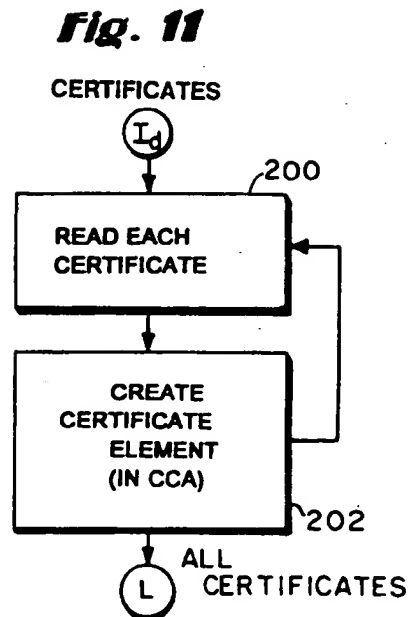 Fig. 11
CERTIFICATES
Id
200
READ EACH
CERTIFICATE
CREATE
CERTIFICATE
ELEMENT
(IN CCA)
202
L
ALL
CERTIFICATES